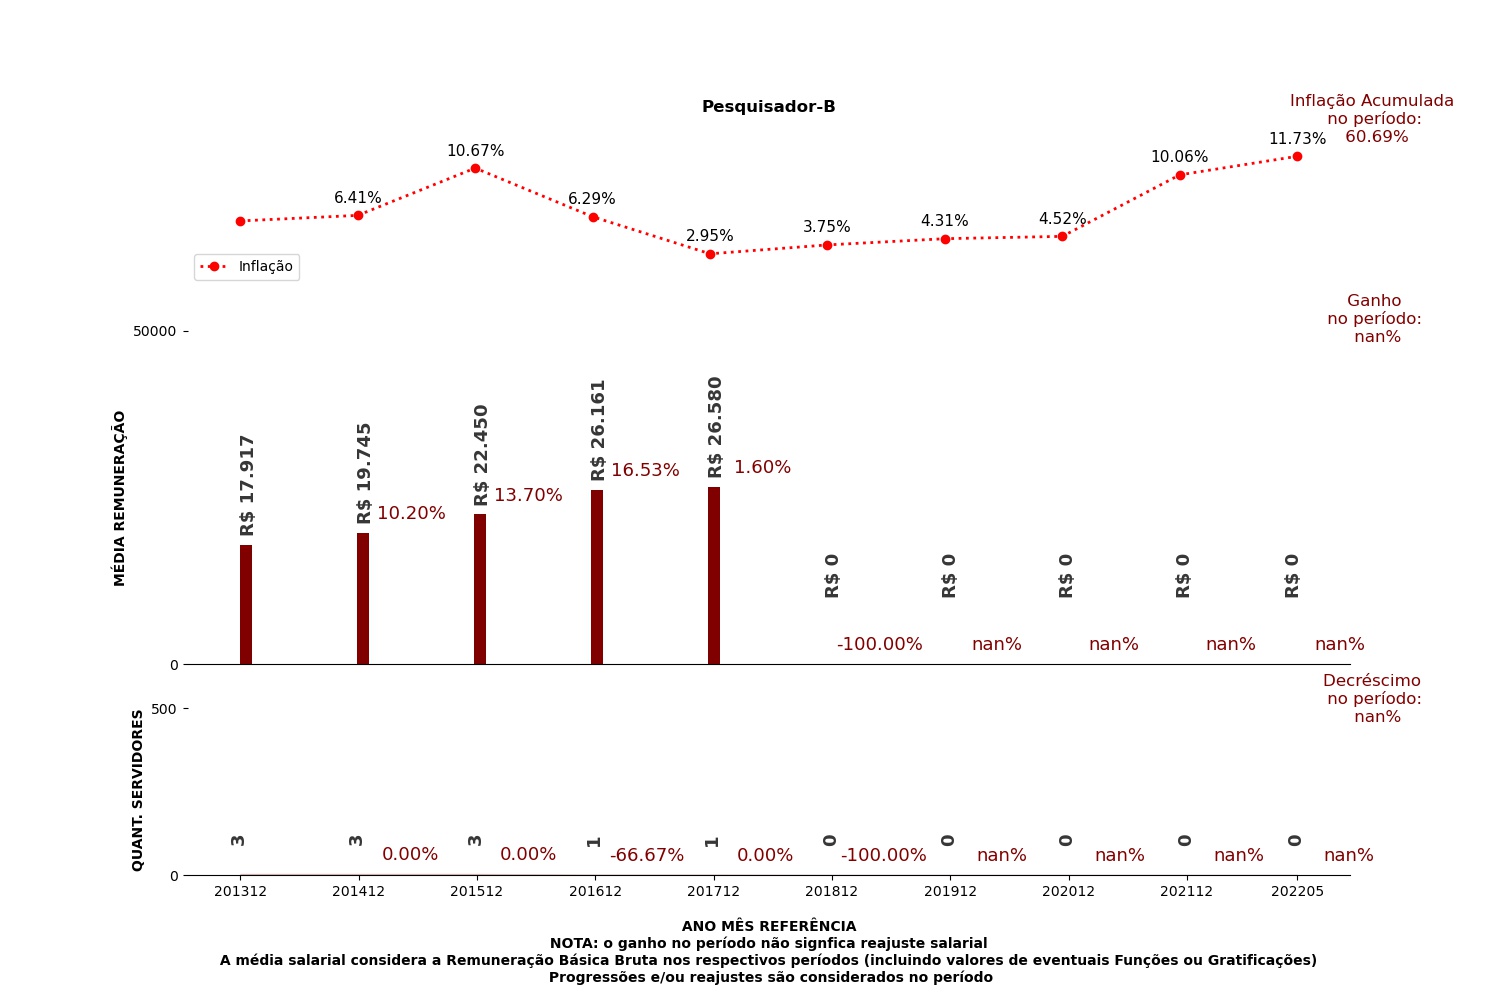 Pesquisador-B
Inflação Acumulada
no período:
60.69%
6.41%
10.67%
6.29%
2.95%
3.75%
4.31%
4.52%
10.06%
11.73%
Inflação
Ganho
no período:
nan%
MÉDIA REMUNERAÇÃO
50000
0
R$ 17.917
R$ 19.745
R$ 22.450
R$ 26.161
R$ 26.580
R$ 0
R$ 0
R$ 0
R$ 0
R$ 0
10.20%
13.70%
16.53%
1.60%
-100.00%
nan%
nan%
nan%
nan%
Decréscimo
no período:
nan%
QUANT. SERVIDORES
500
0
3
3
3
1
1
0
0
0
0
0
0.00%
0.00%
-66.67%
0.00%
-100.00%
nan%
nan%
nan%
nan%
201312
201412
201512
201612
201712
201812
201912
202012
202112
202205
ANO MÊS REFERÊNCIA
NOTA: o ganho no período não signfica reajuste salarial
A média salarial considera a Remuneração Básica Bruta nos respectivos períodos (incluindo valores de eventuais Funções ou Gratificações)
Progressões e/ou reajustes são considerados no período